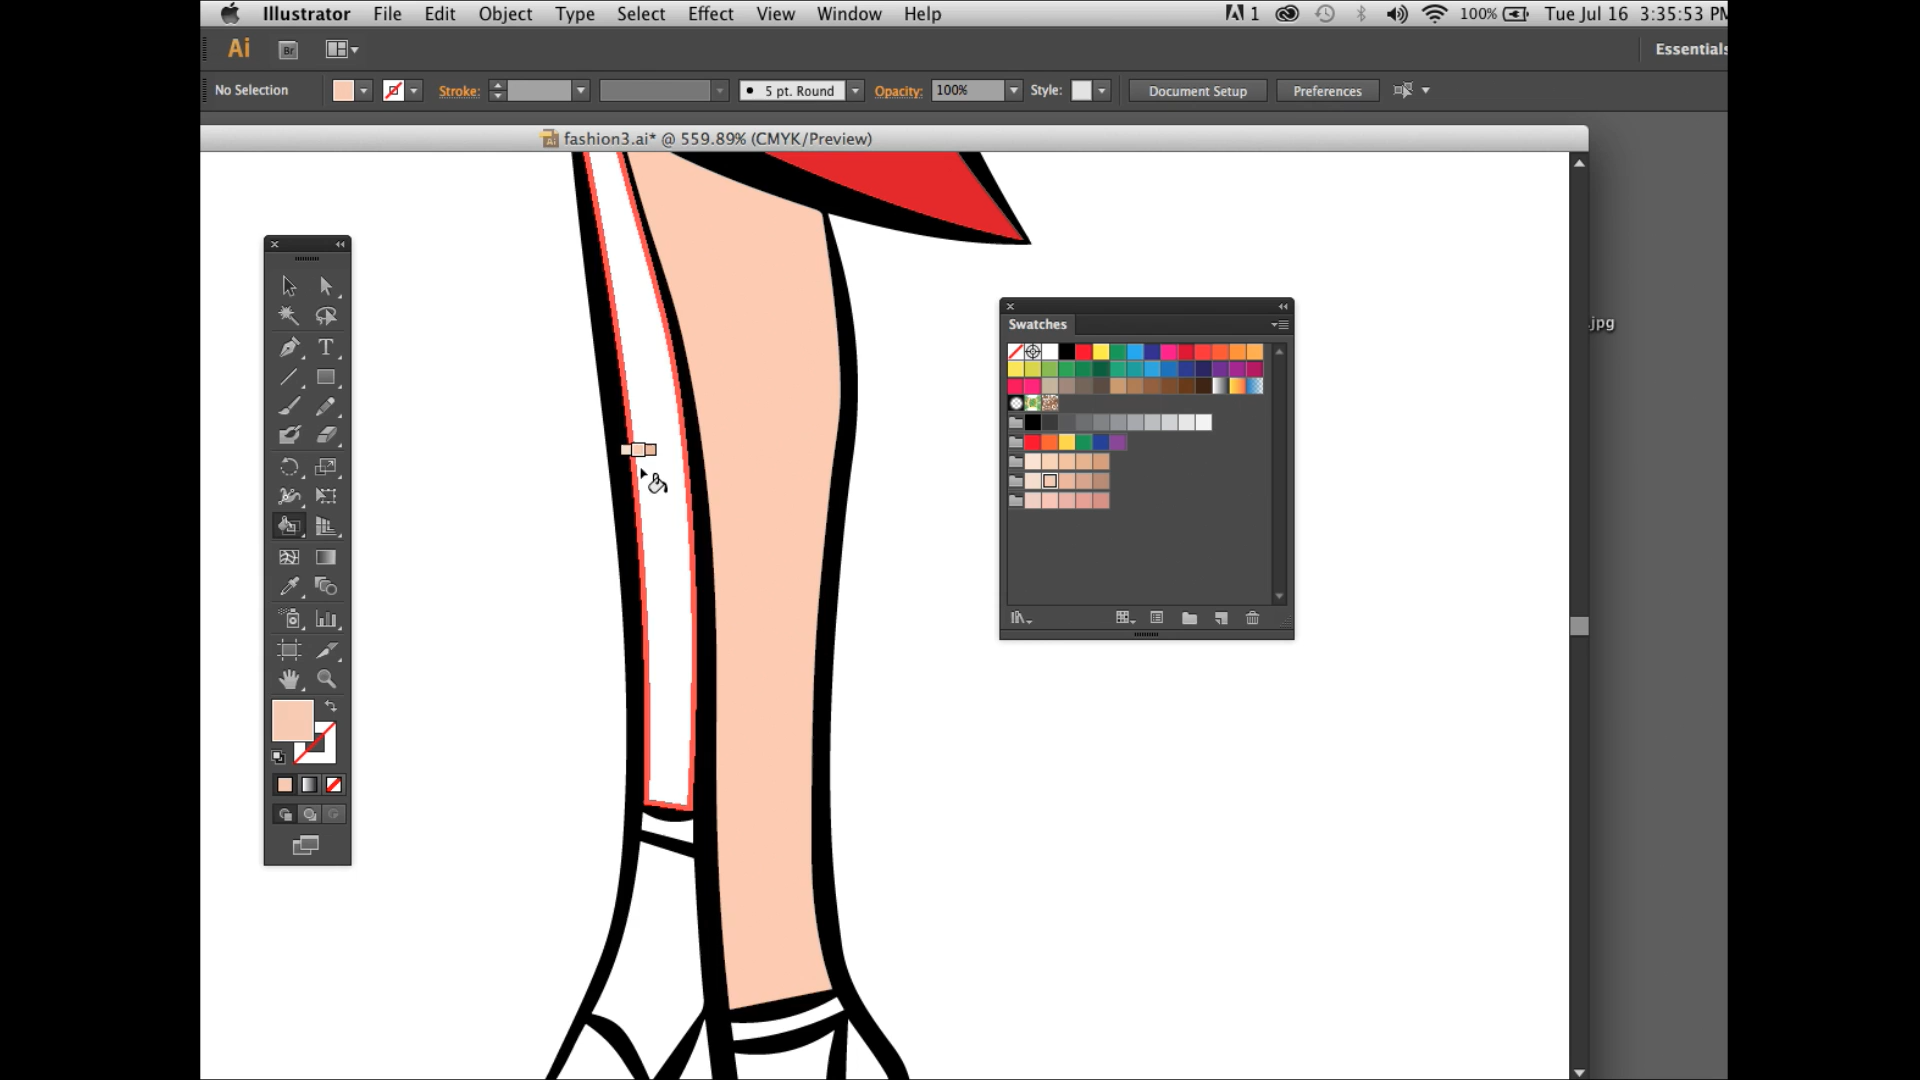 Illustrator File Edit Object Type Select Effect View Window Help 1 100% Tue Jul 16 3:35:53 PM
Ai Br Essentials
No Selection Stroke: 5 pt. Round Opacity: 100% Style: Document Setup Preferences
fashion3.ai* @ 559.89% (CMYK/Preview)
Swatches
.jpg
T